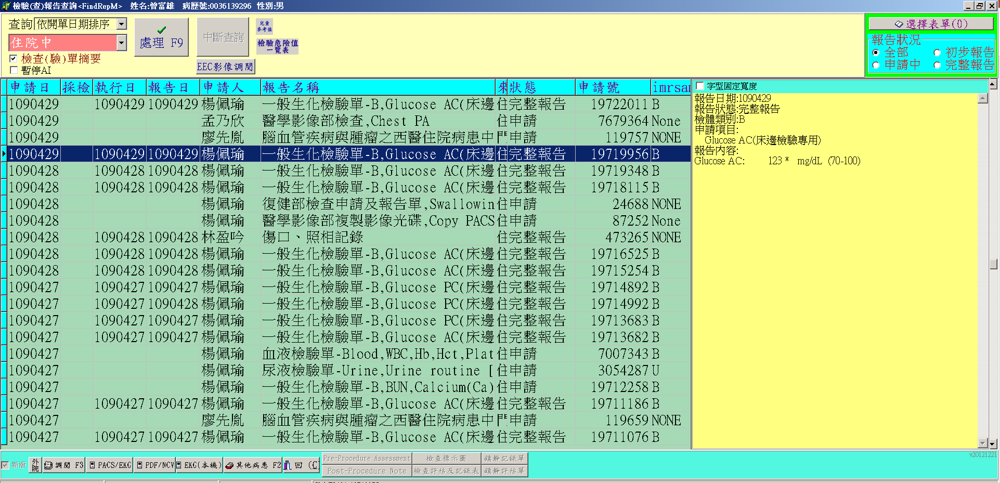 檢驗(查)報告查詢<FindRepM> 姓名:曾富雄 病歷號:0036139296 性別:男
查詢 依開單日期排序
住院中
檢查(驗)單摘要
暫停AI
處理 F9
中斷查詢
EEC影像調閱
兒童
參考值
檢驗危險值
一覽表
選擇表單(0)
報告狀況
全部 初步報告
申請中 完整報告
申請日 採檢 執行日 報告日 申請人 報告名稱 來 狀態 申請號 imrsam
1090429 1090429 1090429 楊佩瑜 一般生化檢驗單-B,Glucose AC(床邊 住 完整報告 19722011 B
1090429 孟乃欣 醫學影像部檢查,Chest PA 住 申請 7679364 None
1090429 廖先胤 腦血管疾病與腫瘤之西醫住院病患中 門 申請 119757 NONE
1090429 1090429 1090429 楊佩瑜 一般生化檢驗單-B,Glucose AC(床邊 住 完整報告 19719956 B
1090428 1090428 1090428 楊佩瑜 一般生化檢驗單-B,Glucose AC(床邊 住 完整報告 19719348 B
1090428 1090428 1090428 楊佩瑜 一般生化檢驗單-B,Glucose AC(床邊 住 完整報告 19718115 B
1090428 楊佩瑜 復健部檢查申請及報告單,Swallowin 住 申請 24688 NONE
1090428 楊佩瑜 醫學影像部複製影像光碟,Copy PACS 住 申請 87252 None
1090428 1090428 1090428 林盈吟 傷口、照相記錄 住 完整報告 473265 NONE
1090428 1090428 1090428 楊佩瑜 一般生化檢驗單-B,Glucose AC(床邊 住 完整報告 19716525 B
1090428 1090428 1090428 楊佩瑜 一般生化檢驗單-B,Glucose AC(床邊 住 完整報告 19715254 B
1090427 1090427 1090427 楊佩瑜 一般生化檢驗單-B,Glucose PC(床邊 住 完整報告 19714892 B
1090427 1090427 1090428 楊佩瑜 一般生化檢驗單-B,Glucose PC(床邊 住 完整報告 19714992 B
1090427 1090427 1090427 楊佩瑜 一般生化檢驗單-B,Glucose PC(床邊 住 完整報告 19713683 B
1090427 1090427 1090427 楊佩瑜 一般生化檢驗單-B,Glucose AC(床邊 住 完整報告 19713682 B
1090427 楊佩瑜 血液檢驗單-Blood,WBC,Hb,Hct,Plat 住 申請 7007343 B
1090427 楊佩瑜 尿液檢驗單-Urine,Urine routine [ 住 申請 3054287 U
1090427 楊佩瑜 一般生化檢驗單-B,BUN,Calcium(Ca) 住 申請 19712258 B
1090427 1090427 1090427 楊佩瑜 一般生化檢驗單-B,Glucose AC(床邊 住 完整報告 19711186 B
1090427 廖先胤 腦血管疾病與腫瘤之西醫住院病患中 門 申請 119659 NONE
1090427 1090427 1090427 楊佩瑜 一般生化檢驗單-B,Glucose AC(床邊 住 完整報告 19711076 B
字型固定寬度
報告日期:1090429
報告狀態:完整報告
檢體類別:B
申請項目:
Glucose AC(床邊檢驗專用)
報告內容:
Glucose AC: 123 * mg/dL (70-100)
新版 外院 調閱 F3 PACS/EKG PDF/NCV EKG(本機) 其他病患 F2 回 (C)
Pre-Procedure Assessment 檢查標示圖 鎮靜記錄單
Post-Procedure Note 檢查評估及記錄表 鎮靜評估單
v20121221